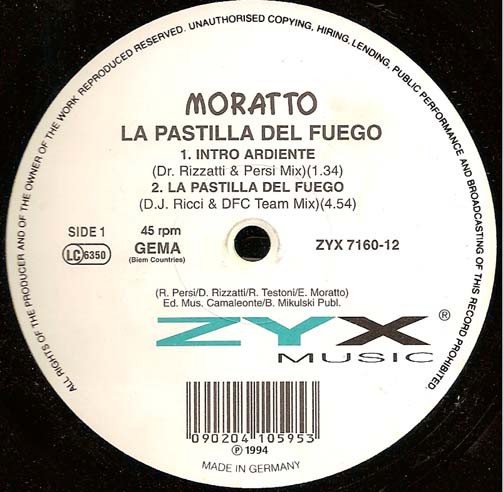 ALL RIGHTS OF THE PRODUCER AND OF THE OWNER OF THE WORK REPRODUCED RESERVED. UNAUTHORISED COPYING, HIRING, LENDING, PUBLIC PERFORMANCE AND BROADCASTING OF THIS RECORD PROHIBITED
MORATTO
LA PASTILLA DEL FUEGO
1. INTRO ARDIENTE
(Dr. Rizzatti & Persi Mix)(1.34)
2. LA PASTILLA DEL FUEGO
(D.J. Ricci & DFC Team Mix)(4.54)
SIDE 1 45 rpm
LC 6350 GEMA ZYX 7160-12
(Biem Countries)
(R. Persi/D. Rizzatti/R. Testoni/E. Moratto)
Ed. Mus. Camaleonte/B. Mikulski Publ.
ZYX ®
MUSIC
090204 105953
℗ 1994
MADE IN GERMANY